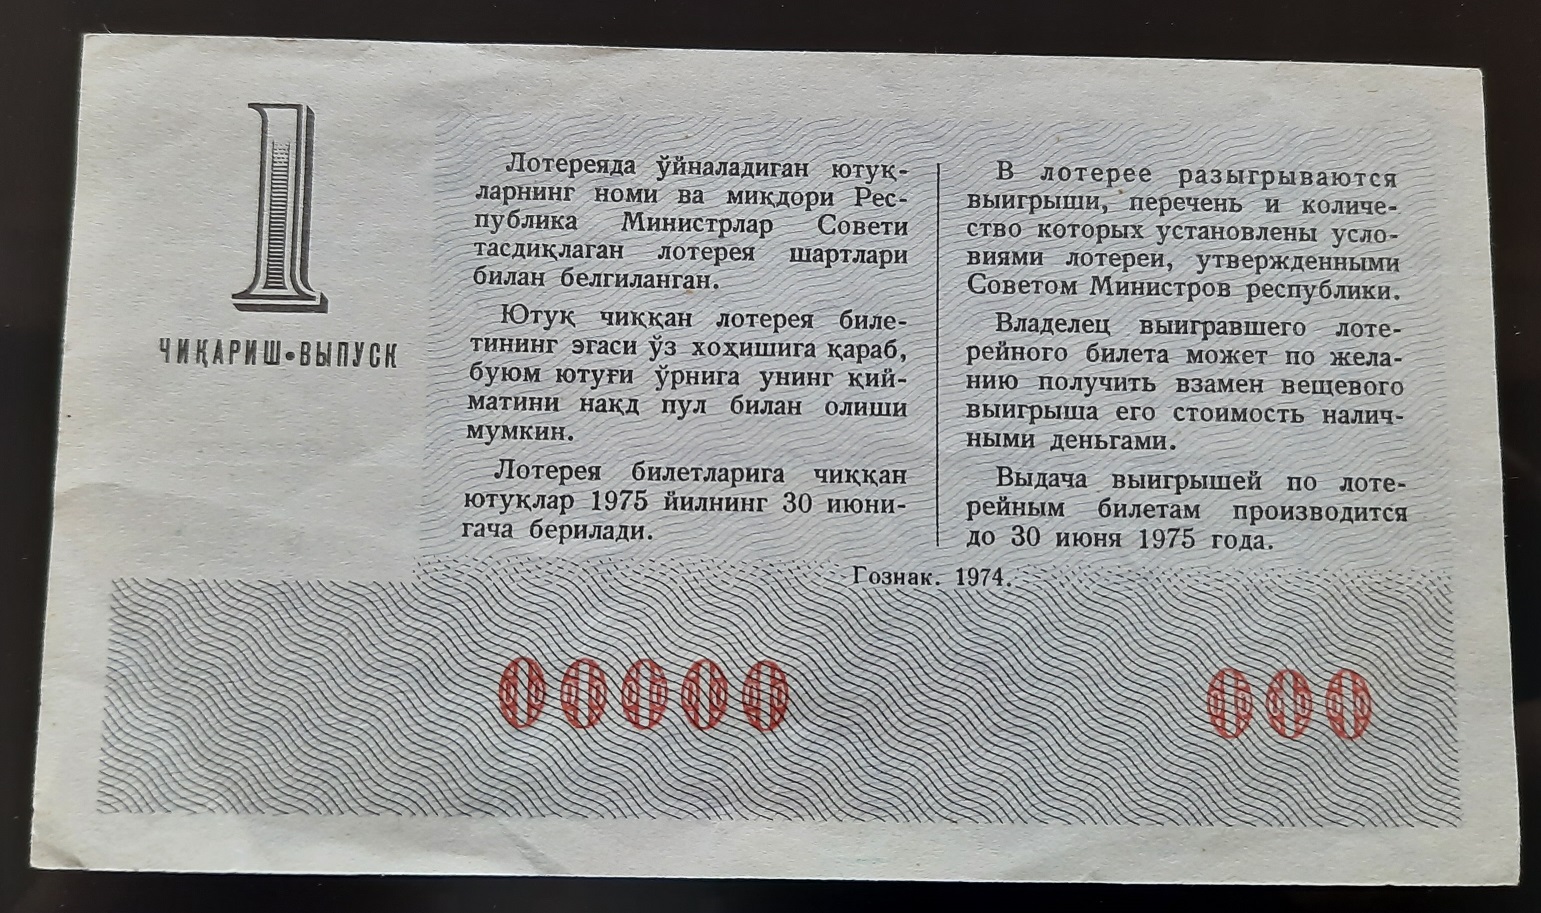 1
ЧИҚАРИШ•ВЫПУСК
Лотереяда ўйналадиган ютуқ-
ларнинг номи ва миқдори Рес-
публика Министрлар Совети
тасдиқлаган лотерея шартлари
билан белгиланган.
Ютуқ чиққан лотерея биле-
тининг эгаси ўз хоҳишига қараб,
буюм ютуғи ўрнига унинг қий-
матини нақд пул билан олиши
мумкин.
Лотерея билетларига чиққан
ютуқлар 1975 йилнинг 30 июни-
гача берилади.
В лотерее разыгрываются
выигрыши, перечень и количе-
ство которых установлены усло-
виями лотереи, утвержденными
Советом Министров республики.
Владелец выигравшего лоте-
рейного билета может по жела-
нию получить взамен вещевого
выигрыша его стоимость налич-
ными деньгами.
Выдача выигрышей по лоте-
рейным билетам производится
до 30 июня 1975 года.
Гознак. 1974.
00000 000